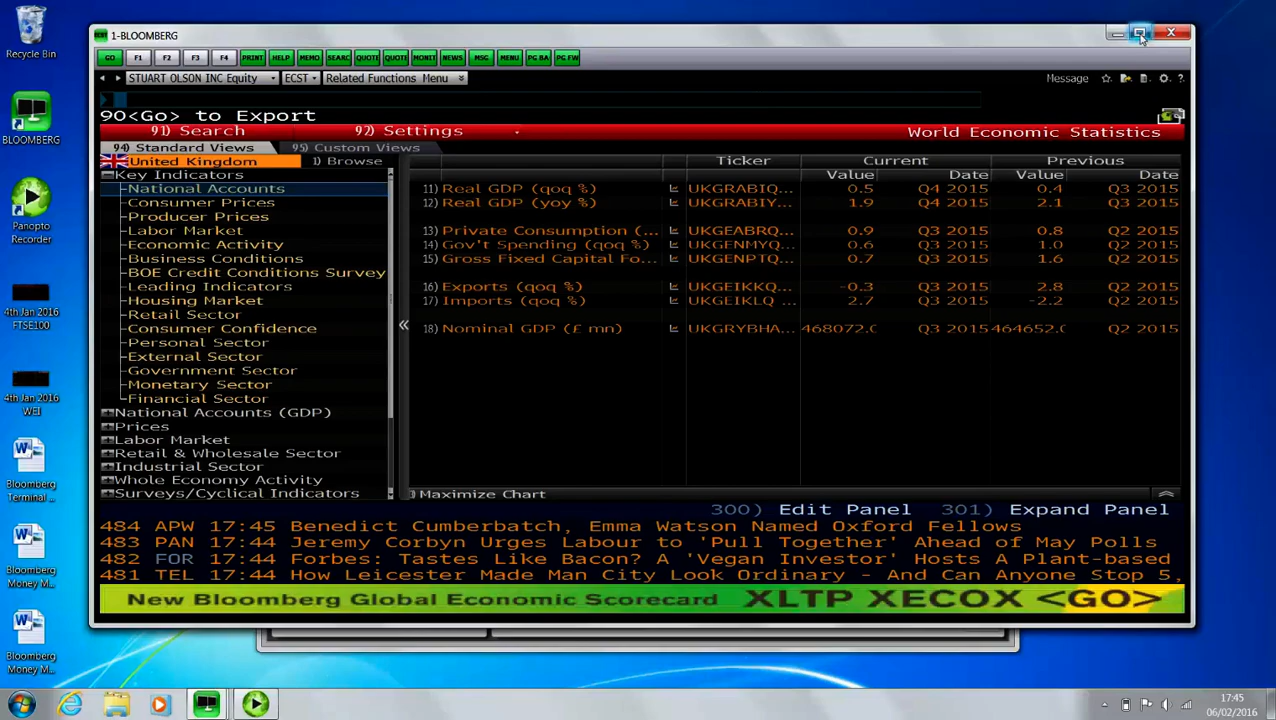 Recycle Bin
BLOOMBERG
Panopto
Recorder
4th Jan 2016
FTSE100
4th Jan 2016
WEI
Bloomberg
Terminal ...
Bloomberg
Money M...
Bloomberg
Money M...
1-BLOOMBERG
GO F1 F2 F3 F4 PRINT HELP MEMO SEARC QUOTE QUOTE MONIT NEWS MSG MENU PG BA PG FW
STUART OLSON INC Equity ECST Related Functions Menu Message
90<Go> to Export
91) Search 92) Settings World Economic Statistics
94) Standard Views 95) Custom Views
United Kingdom 1) Browse Ticker Current Previous
Key Indicators Value Date Value Date
National Accounts 11) Real GDP (qoq %) UKGRABIQ... 0.5 Q4 2015 0.4 Q3 2015
Consumer Prices 12) Real GDP (yoy %) UKGRABIY... 1.9 Q4 2015 2.1 Q3 2015
Producer Prices
Labor Market 13) Private Consumption (... UKGEABRQ... 0.9 Q3 2015 0.8 Q2 2015
Economic Activity 14) Gov't Spending (qoq %) UKGENMYQ... 0.6 Q3 2015 1.0 Q2 2015
Business Conditions 15) Gross Fixed Capital Fo... UKGENPTQ... 0.7 Q3 2015 1.6 Q2 2015
BOE Credit Conditions Survey
Leading Indicators 16) Exports (qoq %) UKGEIKKQ... -0.3 Q3 2015 2.8 Q2 2015
Housing Market 17) Imports (qoq %) UKGEIKLQ ... 2.7 Q3 2015 -2.2 Q2 2015
Retail Sector
Consumer Confidence 18) Nominal GDP (£ mn) UKGRYBHA... 468072.0 Q3 2015 464652.0 Q2 2015
Personal Sector
External Sector
Government Sector
Monetary Sector
Financial Sector
National Accounts (GDP)
Prices
Labor Market
Retail & Wholesale Sector
Industrial Sector
Whole Economy Activity
Surveys/Cyclical Indicators Maximize Chart
300) Edit Panel 301) Expand Panel
484 APW 17:45 Benedict Cumberbatch, Emma Watson Named Oxford Fellows
483 PAN 17:44 Jeremy Corbyn Urges Labour to 'Pull Together' Ahead of May Polls
482 FOR 17:44 Forbes: Tastes Like Bacon? A 'Vegan Investor' Hosts A Plant-based
481 TEL 17:44 How Leicester Made Man City Look Ordinary - And Can Anyone Stop 5,
New Bloomberg Global Economic Scorecard XLTP XECOX <GO>
17:45
06/02/2016